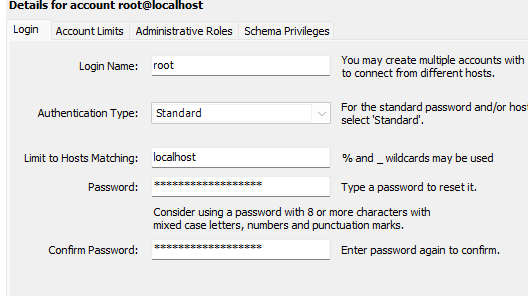 Details for account root@localhost
Login Account Limits Administrative Roles Schema Privileges
Login Name: root You may create multiple accounts with
to connect from different hosts.
Authentication Type: Standard For the standard password and/or host
select 'Standard'.
Limit to Hosts Matching: localhost % and _ wildcards may be used
Password: ****************** Type a password to reset it.
Consider using a password with 8 or more characters with
mixed case letters, numbers and punctuation marks.
Confirm Password: ****************** Enter password again to confirm.